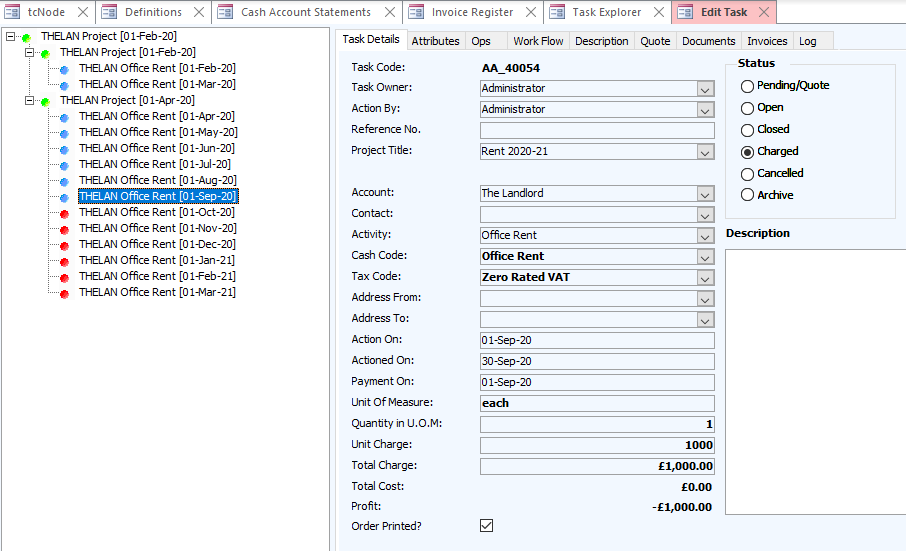 tcNode Definitions Cash Account Statements Invoice Register Task Explorer Edit Task
THELAN Project [01-Feb-20]
THELAN Project [01-Feb-20]
THELAN Office Rent [01-Feb-20]
THELAN Office Rent [01-Mar-20]
THELAN Project [01-Apr-20]
THELAN Office Rent [01-Apr-20]
THELAN Office Rent [01-May-20]
THELAN Office Rent [01-Jun-20]
THELAN Office Rent [01-Jul-20]
THELAN Office Rent [01-Aug-20]
THELAN Office Rent [01-Sep-20]
THELAN Office Rent [01-Oct-20]
THELAN Office Rent [01-Nov-20]
THELAN Office Rent [01-Dec-20]
THELAN Office Rent [01-Jan-21]
THELAN Office Rent [01-Feb-21]
THELAN Office Rent [01-Mar-21]
Task Details Attributes Ops Work Flow Description Quote Documents Invoices Log
Task Code: AA_40054
Task Owner: Administrator
Action By: Administrator
Reference No.
Project Title: Rent 2020-21
Account: The Landlord
Contact:
Activity: Office Rent
Cash Code: Office Rent
Tax Code: Zero Rated VAT
Address From:
Address To:
Action On: 01-Sep-20
Actioned On: 30-Sep-20
Payment On: 01-Sep-20
Unit Of Measure: each
Quantity in U.O.M: 1
Unit Charge: 1000
Total Charge: £1,000.00
Total Cost: £0.00
Profit: -£1,000.00
Order Printed?
Status
Pending/Quote
Open
Closed
Charged
Cancelled
Archive
Description